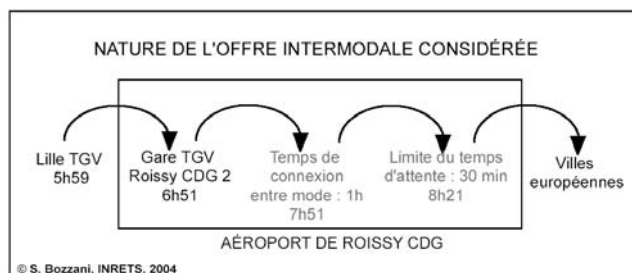 NATURE DE L'OFFRE INTERMODALE CONSIDÉRÉE
Lille TGV
5h59
Gare TGV
Roissy CDG 2
6h51
Temps de
connexion
entre mode : 1h
7h51
Limite du temps
d'attente : 30 min
8h21
Villes
européennes
AÉROPORT DE ROISSY CDG
© S. Bozzani, INRETS, 2004